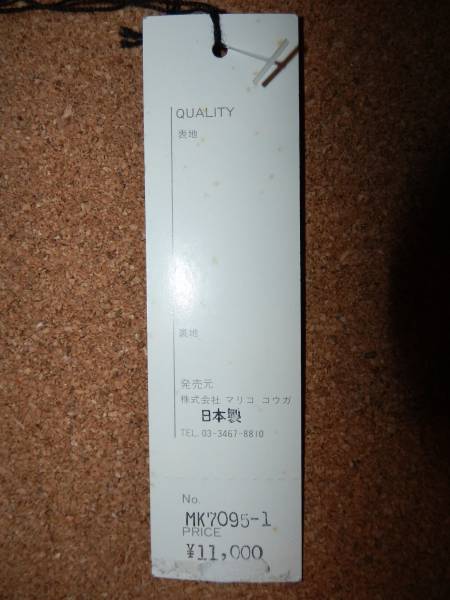 QUALITY
表地
裏地
発売元
株式会社 マリコ コウガ
日本製
TEL. 03-3467-8810
No.
MK7095-1
PRICE
¥11,000